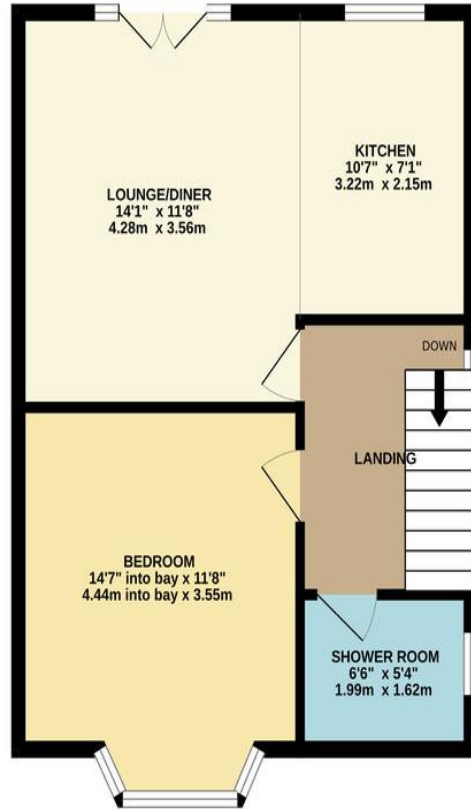 KITCHEN
10'7" x 7'1"
3.22m x 2.15m
LOUNGE/DINER
14'1" x 11'8"
4.28m x 3.56m
DOWN
LANDING
BEDROOM
14'7" into bay x 11'8"
4.44m into bay x 3.55m
SHOWER ROOM
6'6" x 5'4"
1.99m x 1.62m